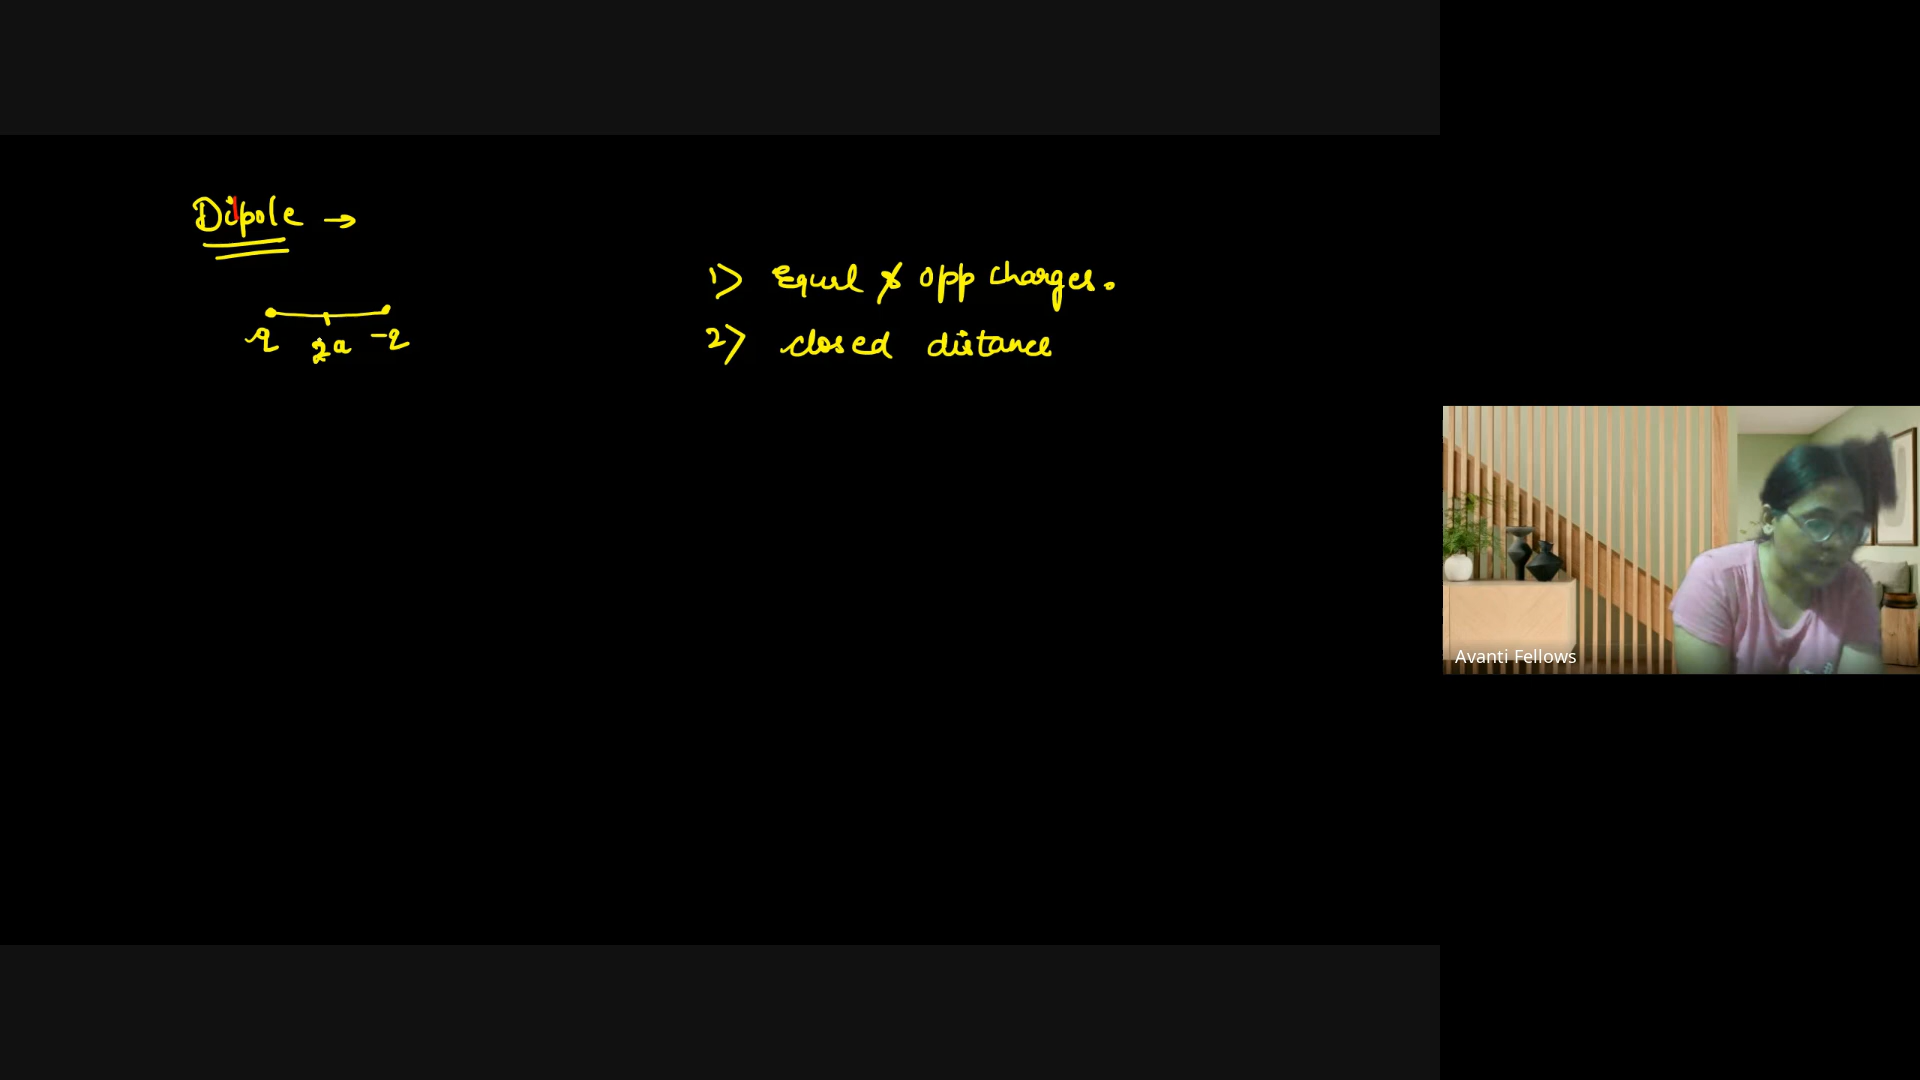 Dipole →
1) Equal & opp charges.
q 2a -q
2) closed distance
Avanti Fellows